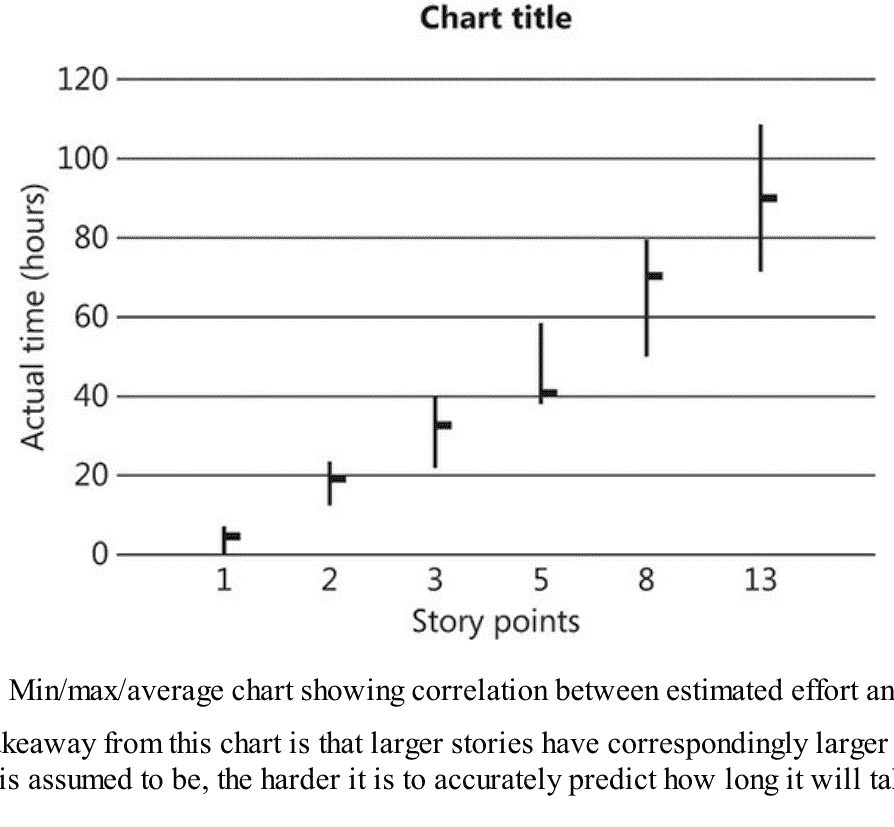 Chart title
120
100
80
60
40
20
0
Actual time (hours)
1 2 3 5 8 13
Story points
Min/max/average chart showing correlation between estimated effort an
keaway from this chart is that larger stories have correspondingly larger
is assumed to be, the harder it is to accurately predict how long it will tal